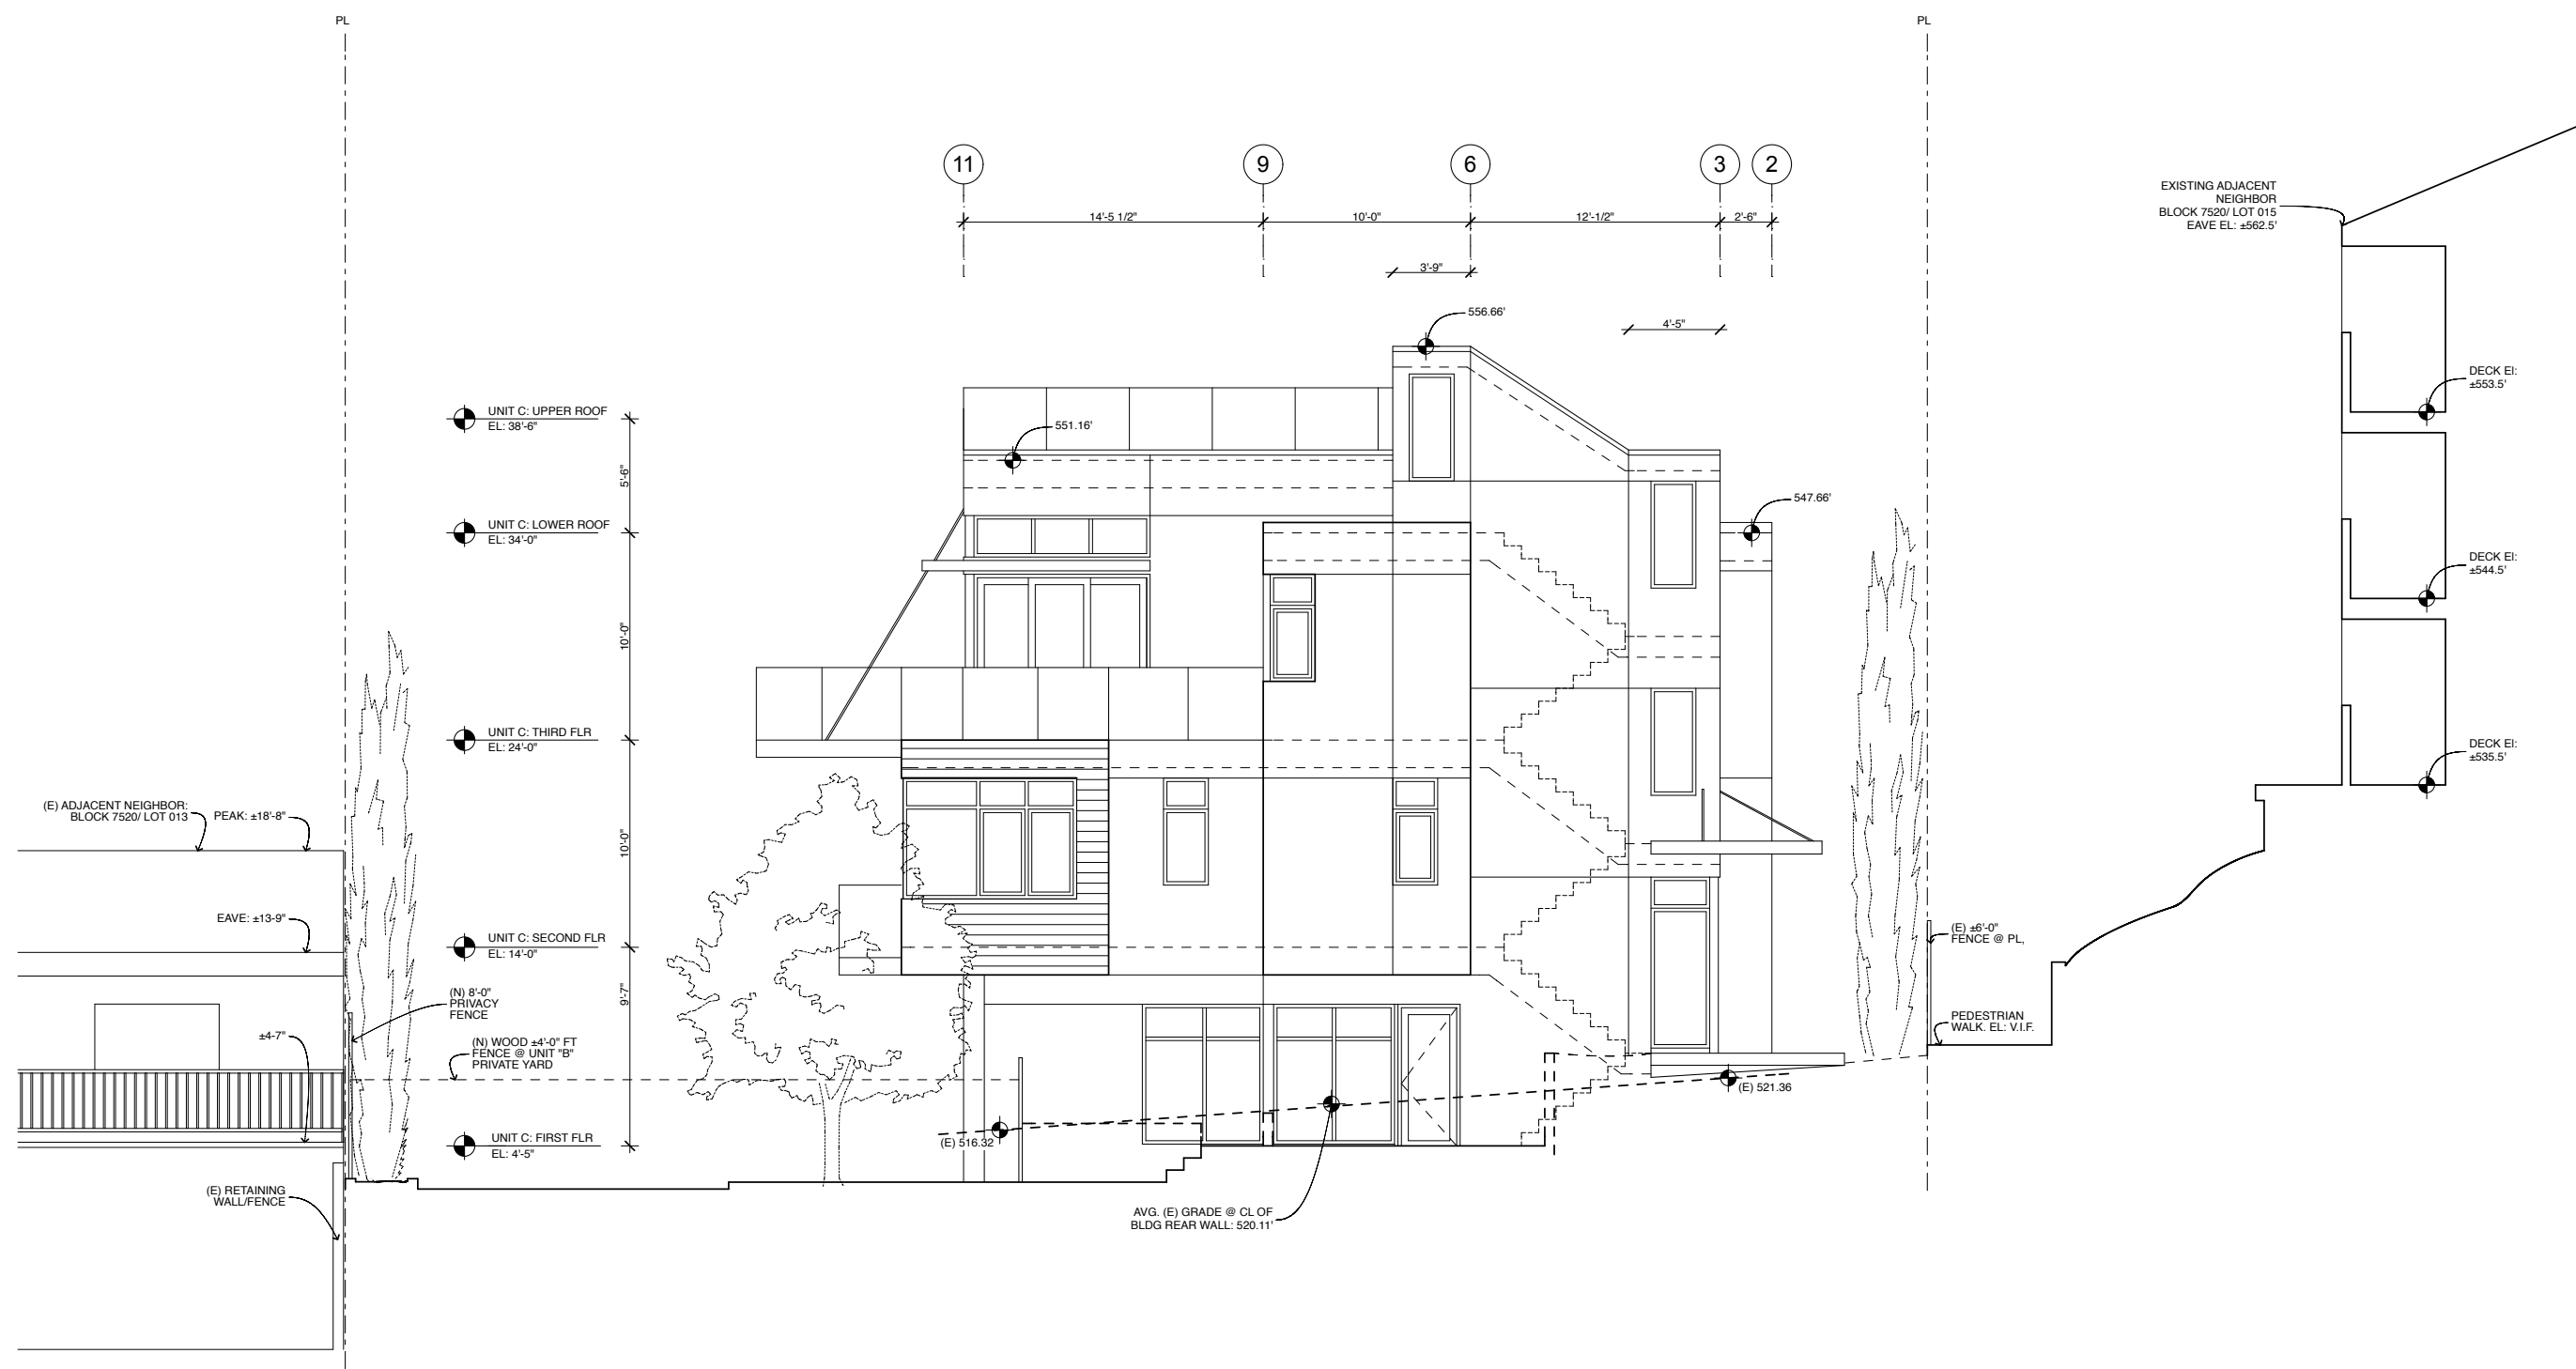 PL
PL
11
9
6
3
2
14'-5 1/2"
10'-0"
12'-1/2"
2'-6"
3'-9"
4'-5"
EXISTING ADJACENT
NEIGHBOR
BLOCK 7520/ LOT 015
EAVE EL: ±562.5'
556.66'
551.16'
547.66'
DECK El:
±553.5'
DECK El:
±544.5'
DECK El:
±535.5'
UNIT C: UPPER ROOF
EL: 38'-6"
5'-6"
UNIT C: LOWER ROOF
EL: 34'-0"
10'-0"
UNIT C: THIRD FLR
EL: 24'-0"
10'-0"
UNIT C: SECOND FLR
EL: 14'-0"
9'-7"
UNIT C: FIRST FLR
EL: 4'-5"
(E) ADJACENT NEIGHBOR:
BLOCK 7520/ LOT 013
PEAK: ±18'-8"
EAVE: ±13-9"
±4-7"
(N) 8'-0"
PRIVACY
FENCE
(N) WOOD ±4'-0" FT
FENCE @ UNIT "B"
PRIVATE YARD
(E) RETAINING
WALL/FENCE
(E) 516.32
(E) 521.36
AVG. (E) GRADE @ CL OF
BLDG REAR WALL: 520.11'
(E) ±6'-0"
FENCE @ PL,
PEDESTRIAN
WALK. EL: V.I.F.